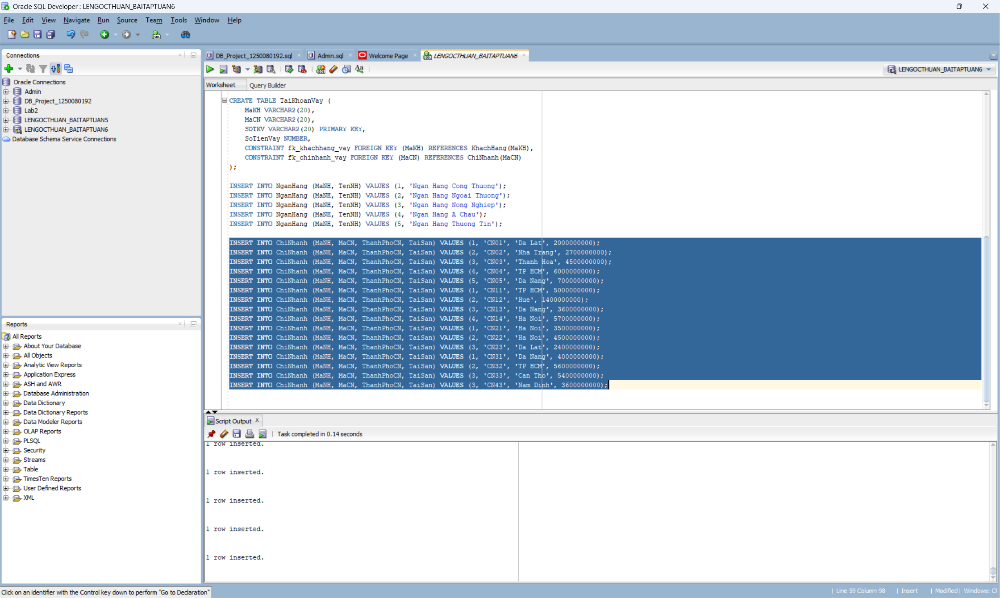 Oracle SQL Developer : LENGOCTHUAN_BAITAPTUAN6
File Edit View Navigate Run Source Team Tools Window Help
Connections
Oracle Connections
Admin
DB_Project_1250080192
Lab2
LENGOCTHUAN_BAITAPTUAN5
LENGOCTHUAN_BAITAPTUAN6
Database Schema Service Connections
Reports
All Reports
About Your Database
All Objects
Analytic View Reports
Application Express
ASH and AWR
Database Administration
Data Dictionary
Data Dictionary Reports
Data Modeler Reports
OLAP Reports
PLSQL
Security
Streams
Table
TimesTen Reports
User Defined Reports
XML
DB_Project_1250080192.sql Admin.sql Welcome Page LENGOCTHUAN_BAITAPTUAN6
LENGOCTHUAN_BAITAPTUAN6
Worksheet Query Builder
CREATE TABLE TaiKhoanVay (
MaKH VARCHAR2(20),
MaCN VARCHAR2(20),
SOTKV VARCHAR2(20) PRIMARY KEY,
SoTienVay NUMBER,
CONSTRAINT fk_khachhang_vay FOREIGN KEY (MaKH) REFERENCES KhachHang(MaKH),
CONSTRAINT fk_chinhanh_vay FOREIGN KEY (MaCN) REFERENCES ChiNhanh(MaCN)
);
INSERT INTO NganHang (MaNH, TenNH) VALUES (1, 'Ngan Hang Cong Thuong');
INSERT INTO NganHang (MaNH, TenNH) VALUES (2, 'Ngan Hang Ngoai Thuong');
INSERT INTO NganHang (MaNH, TenNH) VALUES (3, 'Ngan Hang Nong Nghiep');
INSERT INTO NganHang (MaNH, TenNH) VALUES (4, 'Ngan Hang A Chau');
INSERT INTO NganHang (MaNH, TenNH) VALUES (5, 'Ngan Hang Thuong Tin');
INSERT INTO ChiNhanh (MaNH, MaCN, ThanhPhoCN, TaiSan) VALUES (1, 'CN01', 'Da Lat', 2000000000);
INSERT INTO ChiNhanh (MaNH, MaCN, ThanhPhoCN, TaiSan) VALUES (2, 'CN02', 'Nha Trang', 2700000000);
INSERT INTO ChiNhanh (MaNH, MaCN, ThanhPhoCN, TaiSan) VALUES (3, 'CN03', 'Thanh Hoa', 4500000000);
INSERT INTO ChiNhanh (MaNH, MaCN, ThanhPhoCN, TaiSan) VALUES (4, 'CN04', 'TP HCM', 6000000000);
INSERT INTO ChiNhanh (MaNH, MaCN, ThanhPhoCN, TaiSan) VALUES (5, 'CN05', 'Da Nang', 7000000000);
INSERT INTO ChiNhanh (MaNH, MaCN, ThanhPhoCN, TaiSan) VALUES (1, 'CN11', 'TP HCM', 5000000000);
INSERT INTO ChiNhanh (MaNH, MaCN, ThanhPhoCN, TaiSan) VALUES (2, 'CN12', 'Hue', 1400000000);
INSERT INTO ChiNhanh (MaNH, MaCN, ThanhPhoCN, TaiSan) VALUES (3, 'CN13', 'Da Nang', 3600000000);
INSERT INTO ChiNhanh (MaNH, MaCN, ThanhPhoCN, TaiSan) VALUES (4, 'CN14', 'Ha Noi', 5700000000);
INSERT INTO ChiNhanh (MaNH, MaCN, ThanhPhoCN, TaiSan) VALUES (1, 'CN21', 'Ha Noi', 3500000000);
INSERT INTO ChiNhanh (MaNH, MaCN, ThanhPhoCN, TaiSan) VALUES (2, 'CN22', 'Ha Noi', 4500000000);
INSERT INTO ChiNhanh (MaNH, MaCN, ThanhPhoCN, TaiSan) VALUES (3, 'CN23', 'Da Lat', 2400000000);
INSERT INTO ChiNhanh (MaNH, MaCN, ThanhPhoCN, TaiSan) VALUES (1, 'CN31', 'Da Nang', 4000000000);
INSERT INTO ChiNhanh (MaNH, MaCN, ThanhPhoCN, TaiSan) VALUES (2, 'CN32', 'TP HCM', 5600000000);
INSERT INTO ChiNhanh (MaNH, MaCN, ThanhPhoCN, TaiSan) VALUES (3, 'CN33', 'Can Tho', 5400000000);
INSERT INTO ChiNhanh (MaNH, MaCN, ThanhPhoCN, TaiSan) VALUES (3, 'CN43', 'Nam Dinh', 3600000000);
Script Output
Task completed in 0.14 seconds
1 row inserted.
1 row inserted.
1 row inserted.
1 row inserted.
1 row inserted.
Click on an identifier with the Control key down to perform "Go to Declaration"
Line 59 Column 98 | Insert | Modified | Windows: